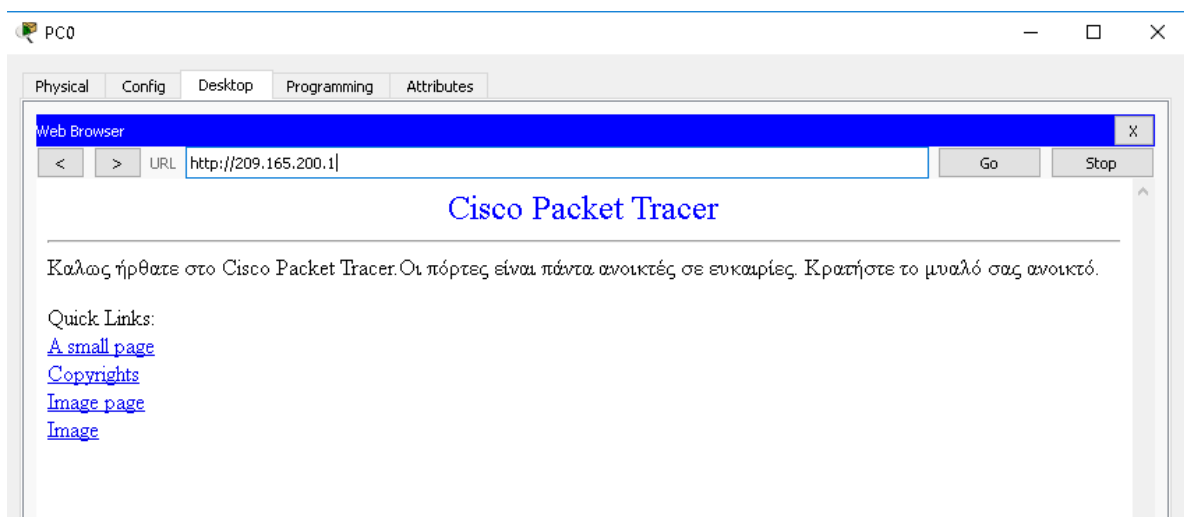 PC0
Physical Config Desktop Programming Attributes
Web Browser X
< > URL http://209.165.200.1 Go Stop
Cisco Packet Tracer
Καλως ήρθατε στο Cisco Packet Tracer.Οι πόρτες είναι πάντα ανοικτές σε ευκαιρίες. Κρατήστε το μυαλό σας ανοικτό.
Quick Links:
A small page
Copyrights
Image page
Image